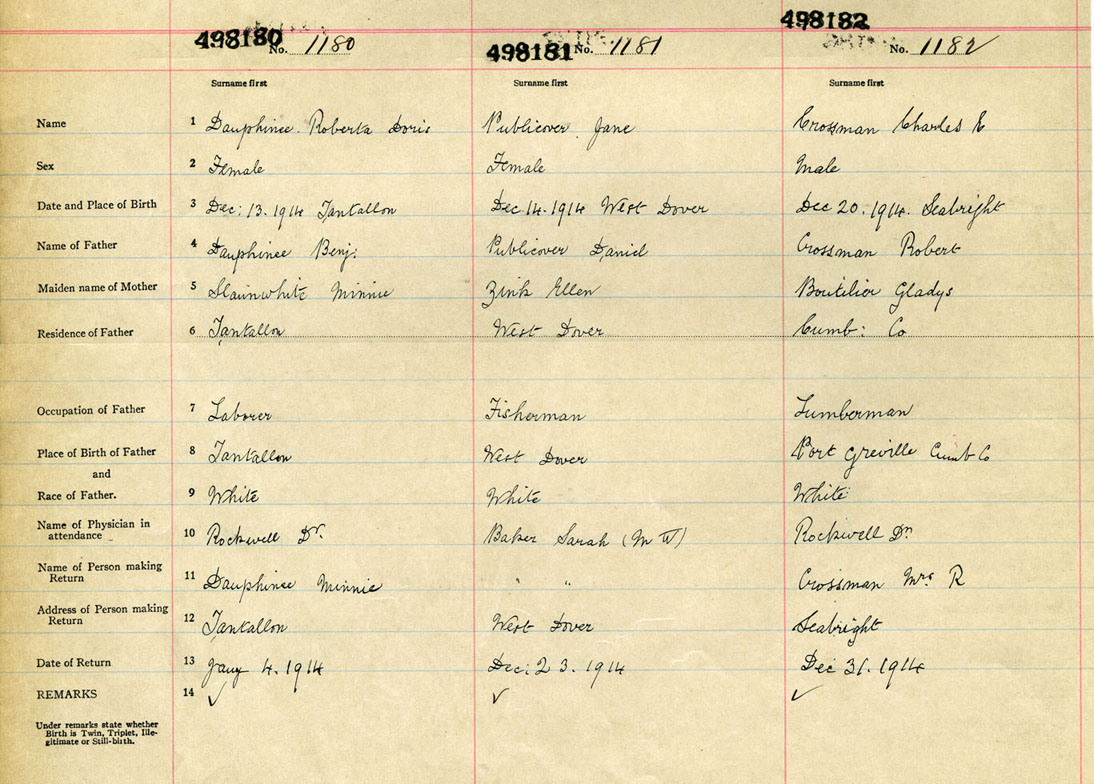 498180 No. 1180 498181 No. 1181 498182 No. 1182
Surname first Surname first Surname first
Name 1 Dauphinee. Roberta Doris Publicover Jane Crossman Charles E
Sex 2 Female Female Male
Date and Place of Birth 3 Dec: 13. 1914 Tantallon Dec 14. 1914 West Dover Dec 20. 1914. Seabright
Name of Father 4 Dauphinee Benj: Publicover Daniel Crossman Robert
Maiden name of Mother 5 Slaunwhite Minnie Zink Ellen Boutilier Gladys
Residence of Father 6 Tantallon West Dover Cumb: Co
Occupation of Father 7 Laborer Fisherman Lumberman
Place of Birth of Father 8 Tantallon West Dover Port Greville Cumb Co
and
Race of Father. 9 White White White
Name of Physician in
attendance 10 Rockwell Dr. Baker Sarah (M W) Rockwell Dr
Name of Person making
Return 11 Dauphinee Minnie " " Crossman Mrs R
Address of Person making
Return 12 Tantallon West Dover Seabright
Date of Return 13 Jany 4. 1914 Dec: 23. 1914 Dec 31. 1914
REMARKS 14 ✓ ✓ ✓
Under remarks state whether
Birth is Twin, Triplet, Ille-
gitimate or Still-birth.